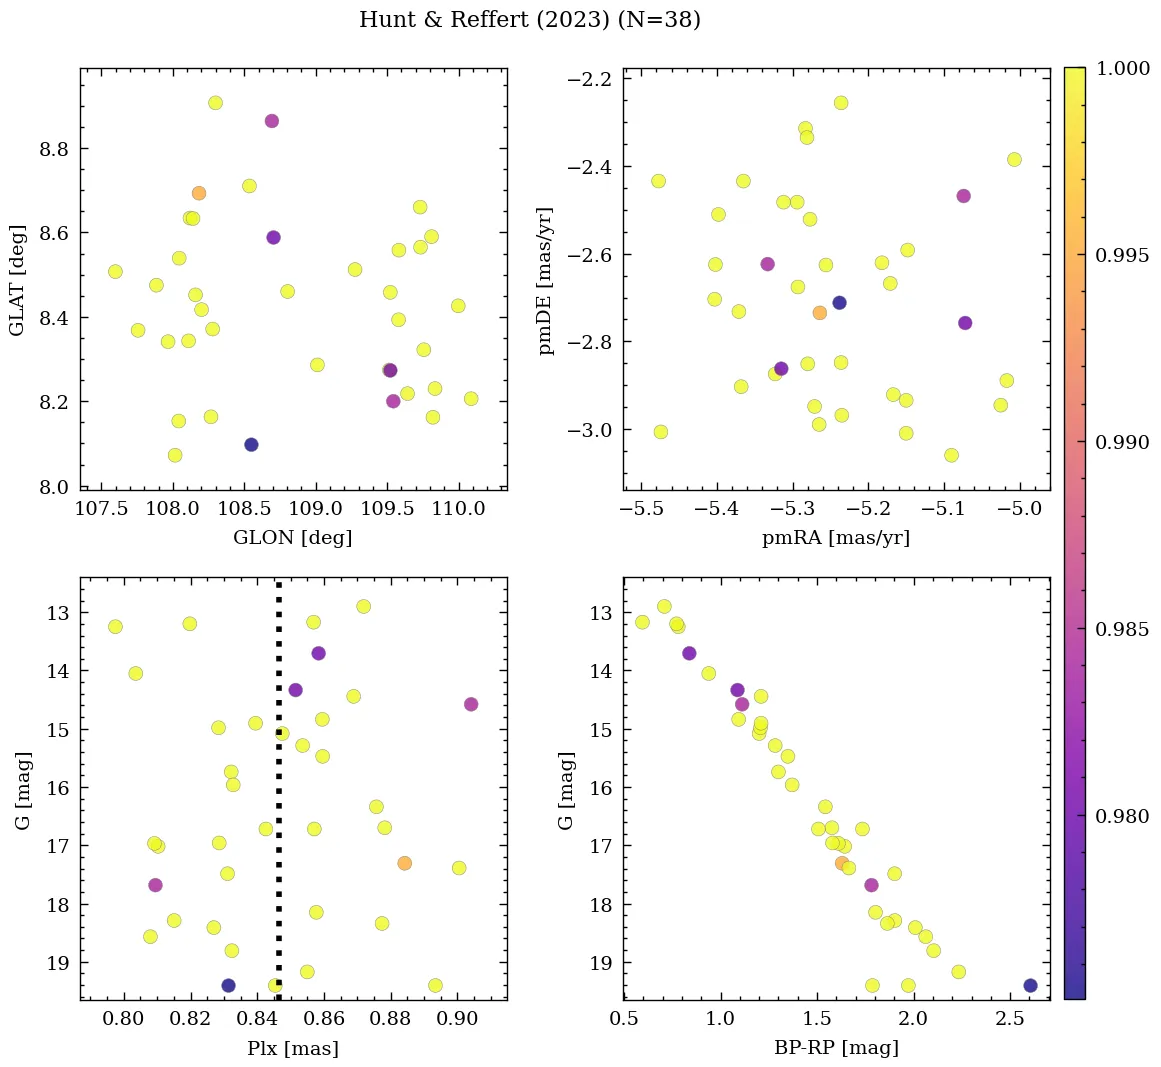 Hunt & Reffert (2023) (N=38)
8.8
8.6
8.4
8.2
8.0
GLAT [deg]
107.5 108.0 108.5 109.0 109.5 110.0
GLON [deg]
−2.2
−2.4
−2.6
−2.8
−3.0
pmDE [mas/yr]
−5.5 −5.4 −5.3 −5.2 −5.1 −5.0
pmRA [mas/yr]
1.000
0.995
0.990
0.985
0.980
13
14
15
16
17
18
19
G [mag]
0.80 0.82 0.84 0.86 0.88 0.90
Plx [mas]
13
14
15
16
17
18
19
G [mag]
0.5 1.0 1.5 2.0 2.5
BP-RP [mag]